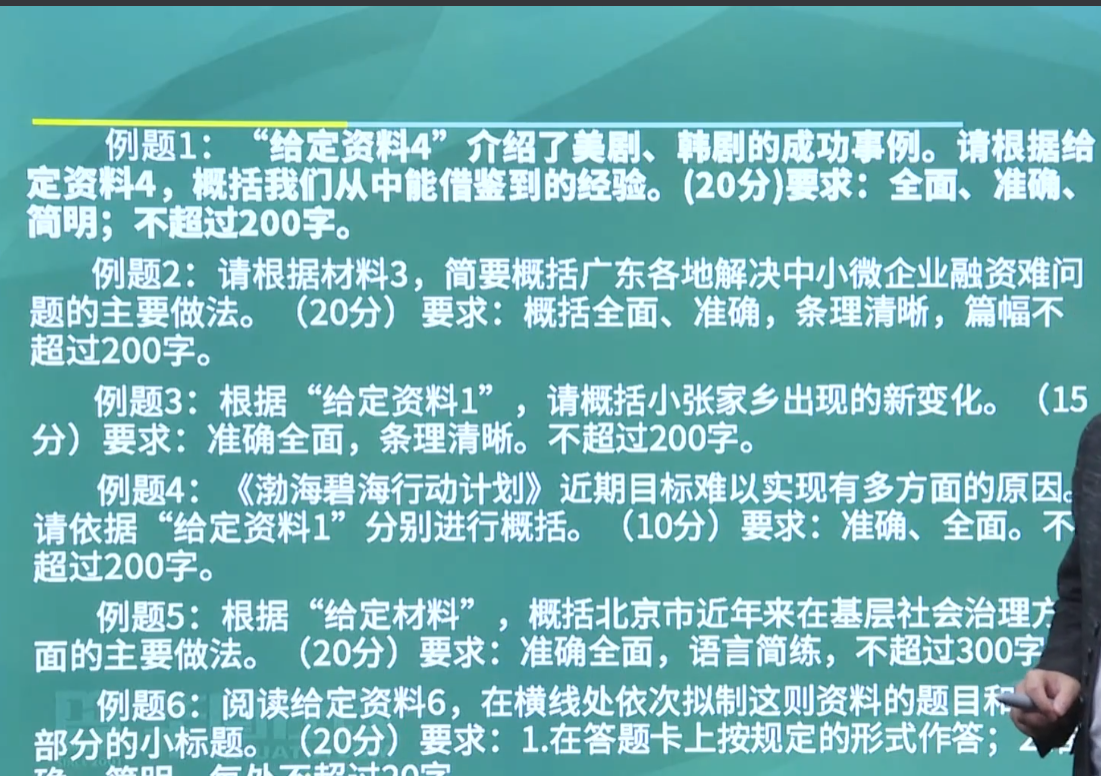 例题1：“给定资料4”介绍了美剧、韩剧的成功事例。请根据给
定资料4，概括我们从中能借鉴到的经验。(20分)要求：全面、准确、
简明；不超过200字。
例题2：请根据材料3，简要概括广东各地解决中小微企业融资难问
题的主要做法。（20分）要求：概括全面、准确，条理清晰，篇幅不
超过200字。
例题3：根据“给定资料1”，请概括小张家乡出现的新变化。（15
分）要求：准确全面，条理清晰。不超过200字。
例题4：《渤海碧海行动计划》近期目标难以实现有多方面的原因。
请依据“给定资料1”分别进行概括。（10分）要求：准确、全面。不
超过200字。
例题5：根据“给定材料”，概括北京市近年来在基层社会治理方
面的主要做法。（20分）要求：准确全面，语言简练，不超过300字
例题6：阅读给定资料6，在横线处依次拟制这则资料的题目和
部分的小标题。（20分）要求：1.在答题卡上按规定的形式作答；2.
确、简明，每处不超过20字